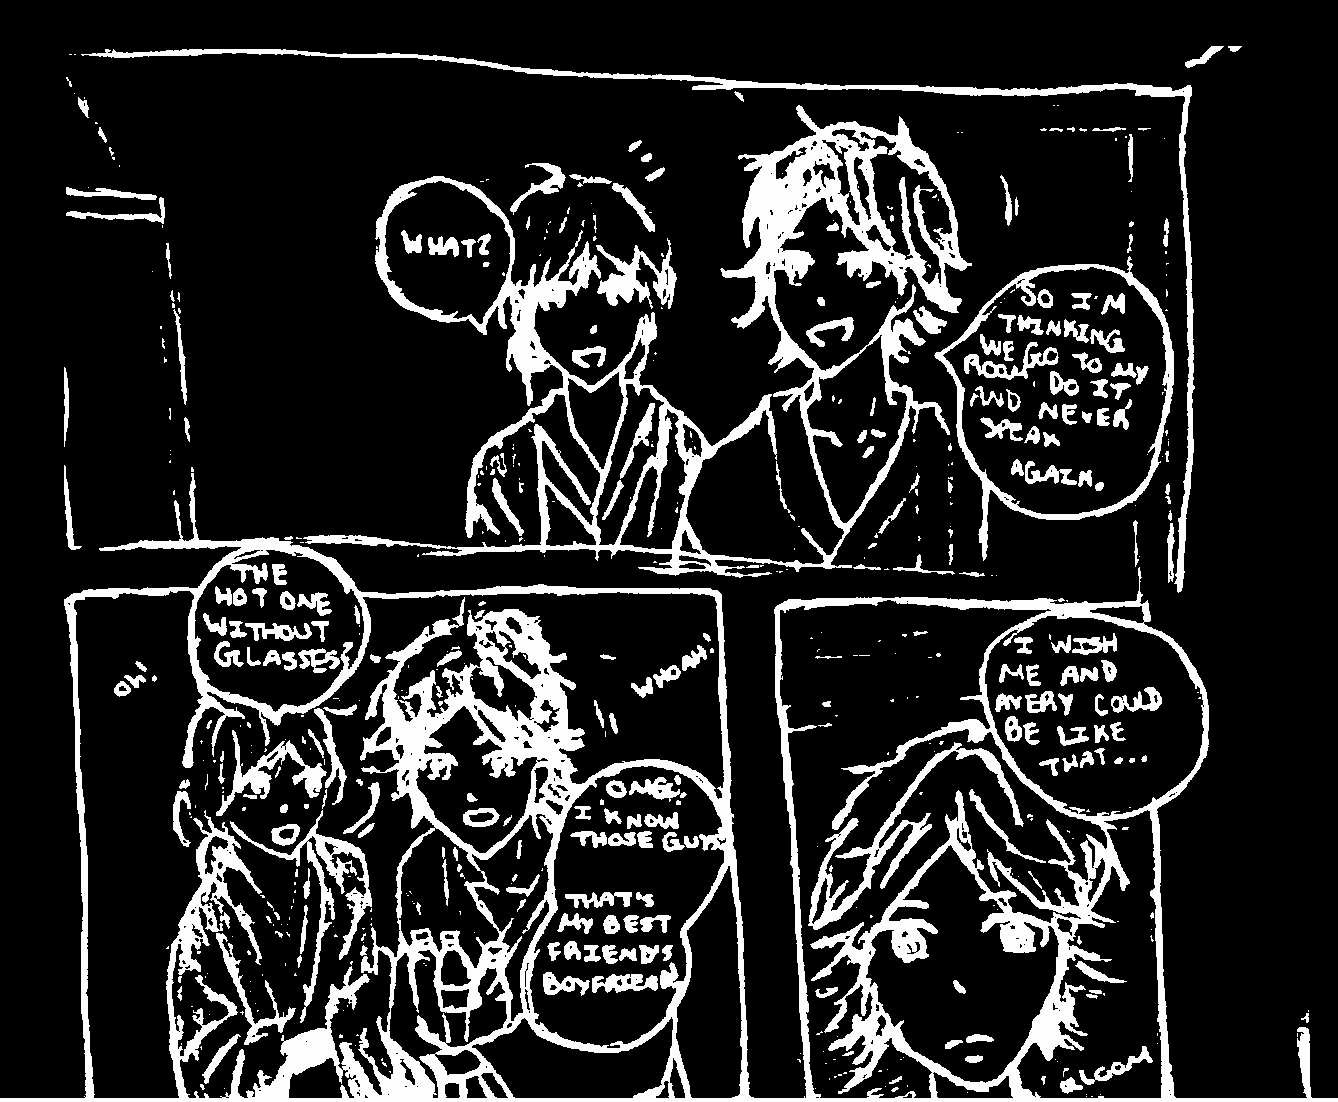 WHAT?
SO I'M
THINKING
WE GO TO MY
ROOM, DO IT,
AND NEVER
SPEAK
AGAIN.
THE
HOT ONE
WITHOUT
GLASSES?
OH!
WHOAH!
OMG!
I KNOW
THOSE GUYS!
THAT'S
MY BEST
FRIEND'S
BOYFRIEND!
I WISH
ME AND
AVERY COULD
BE LIKE
THAT...